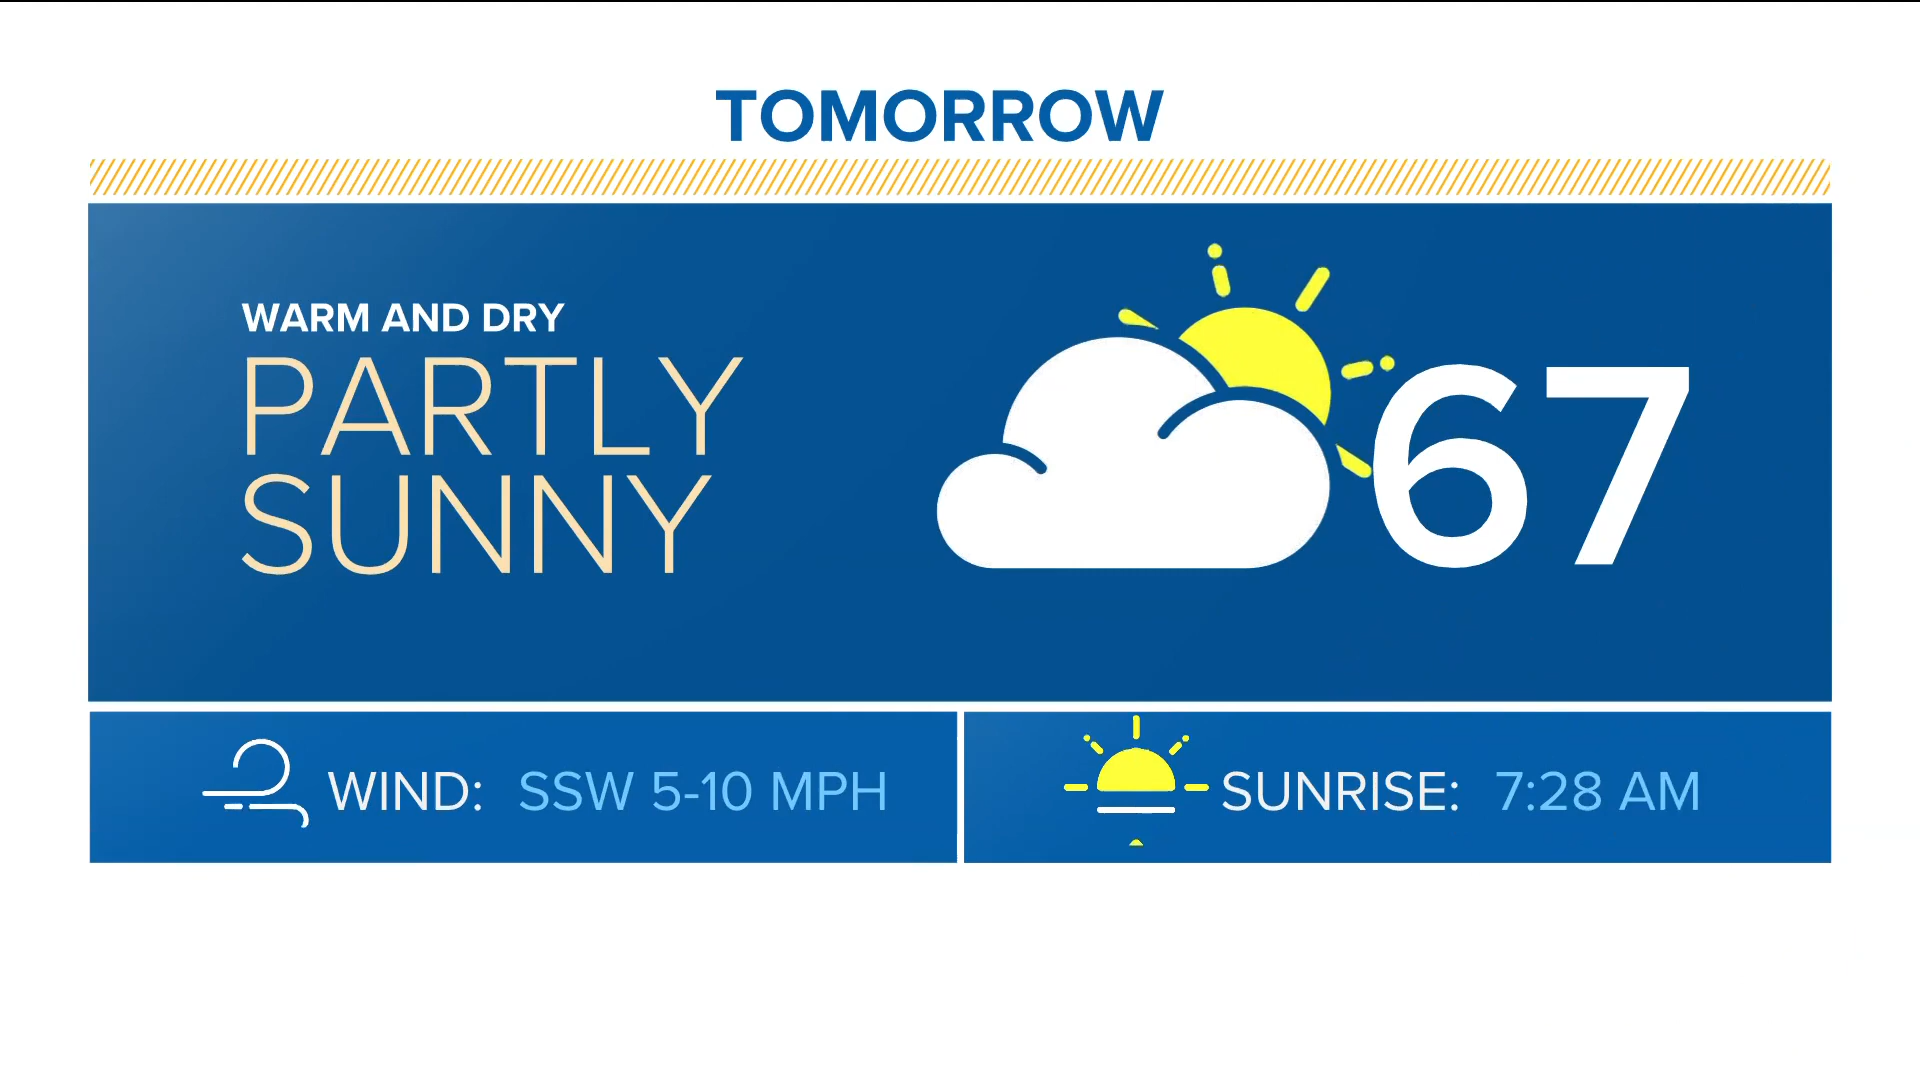 TOMORROW
WARM AND DRY
PARTLY
SUNNY
67
WIND: SSW 5-10 MPH
SUNRISE: 7:28 AM